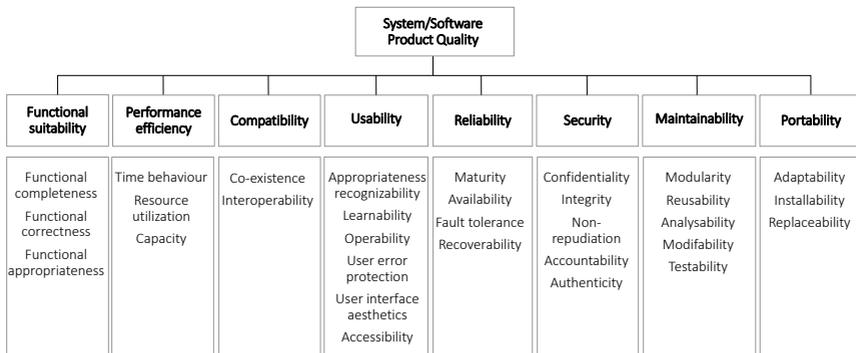 System/Software
Product Quality
Functional
suitability
Performance
efficiency
Compatibility
Usability
Reliability
Security
Maintainability
Portability
Functional
completeness
Functional
correctness
Functional
appropriateness
Time behaviour
Resource
utilization
Capacity
Co-existence
Interoperability
Appropriateness
recognizability
Learnability
Operability
User error
protection
User interface
aesthetics
Accessibility
Maturity
Availability
Fault tolerance
Recoverability
Confidentiality
Integrity
Non-
repudiation
Accountability
Authenticity
Modularity
Reusability
Analysability
Modifability
Testability
Adaptability
Installability
Replaceability